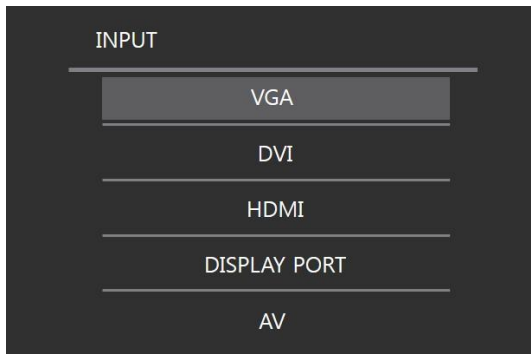 INPUT
VGA
DVI
HDMI
DISPLAY PORT
AV